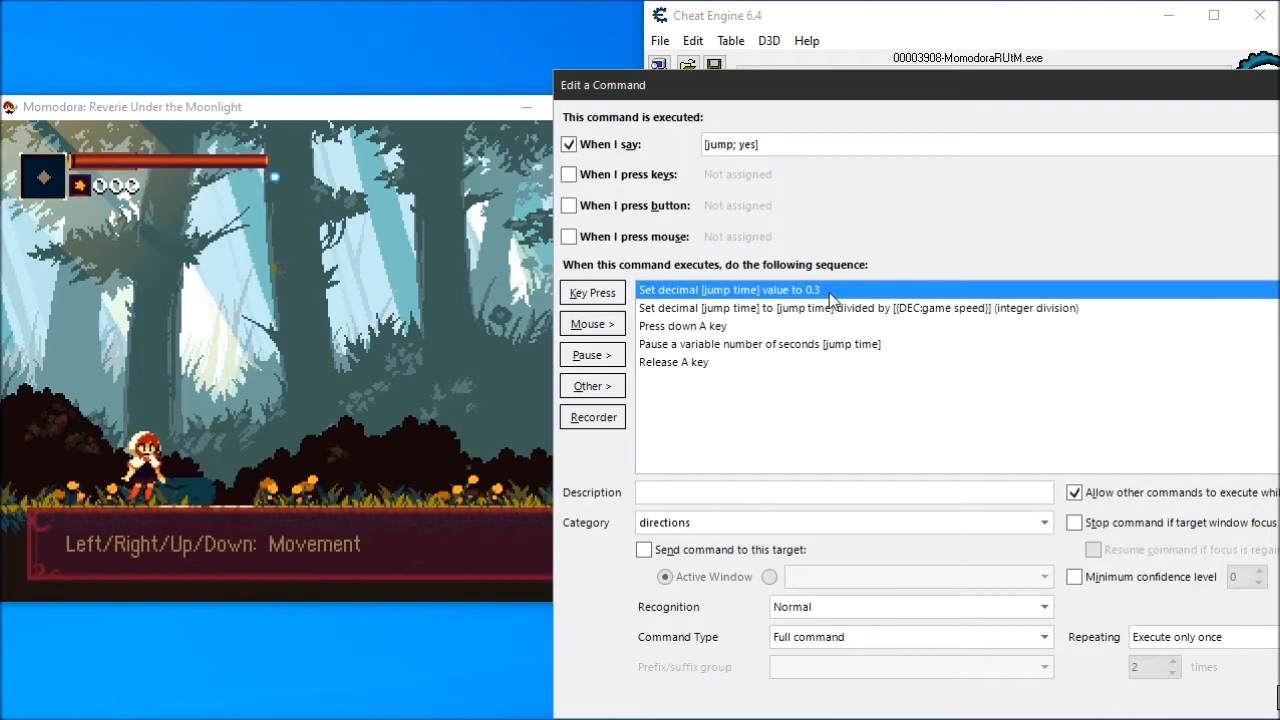 Cheat Engine 6.4
File Edit Table D3D Help
00003908-MomodoraRUtM.exe
Edit a Command
Momodora: Reverie Under the Moonlight
000
Left/Right/Up/Down: Movement
This command is executed:
When I say: [jump; yes]
When I press keys: Not assigned
When I press button: Not assigned
When I press mouse: Not assigned
When this command executes, do the following sequence:
Key Press
Mouse >
Pause >
Other >
Recorder
Set decimal [jump time] value to 0.3
Set decimal [jump time] to [jump time] divided by [{DEC:game speed}] (integer division)
Press down A key
Pause a variable number of seconds [jump time]
Release A key
Description
Allow other commands to execute whi
Category directions
Stop command if target window focus
Send command to this target:
Resume command if focus is regai
Active Window
Minimum confidence level 0
Recognition Normal
Command Type Full command
Repeating Execute only once
Prefix/suffix group
2 times